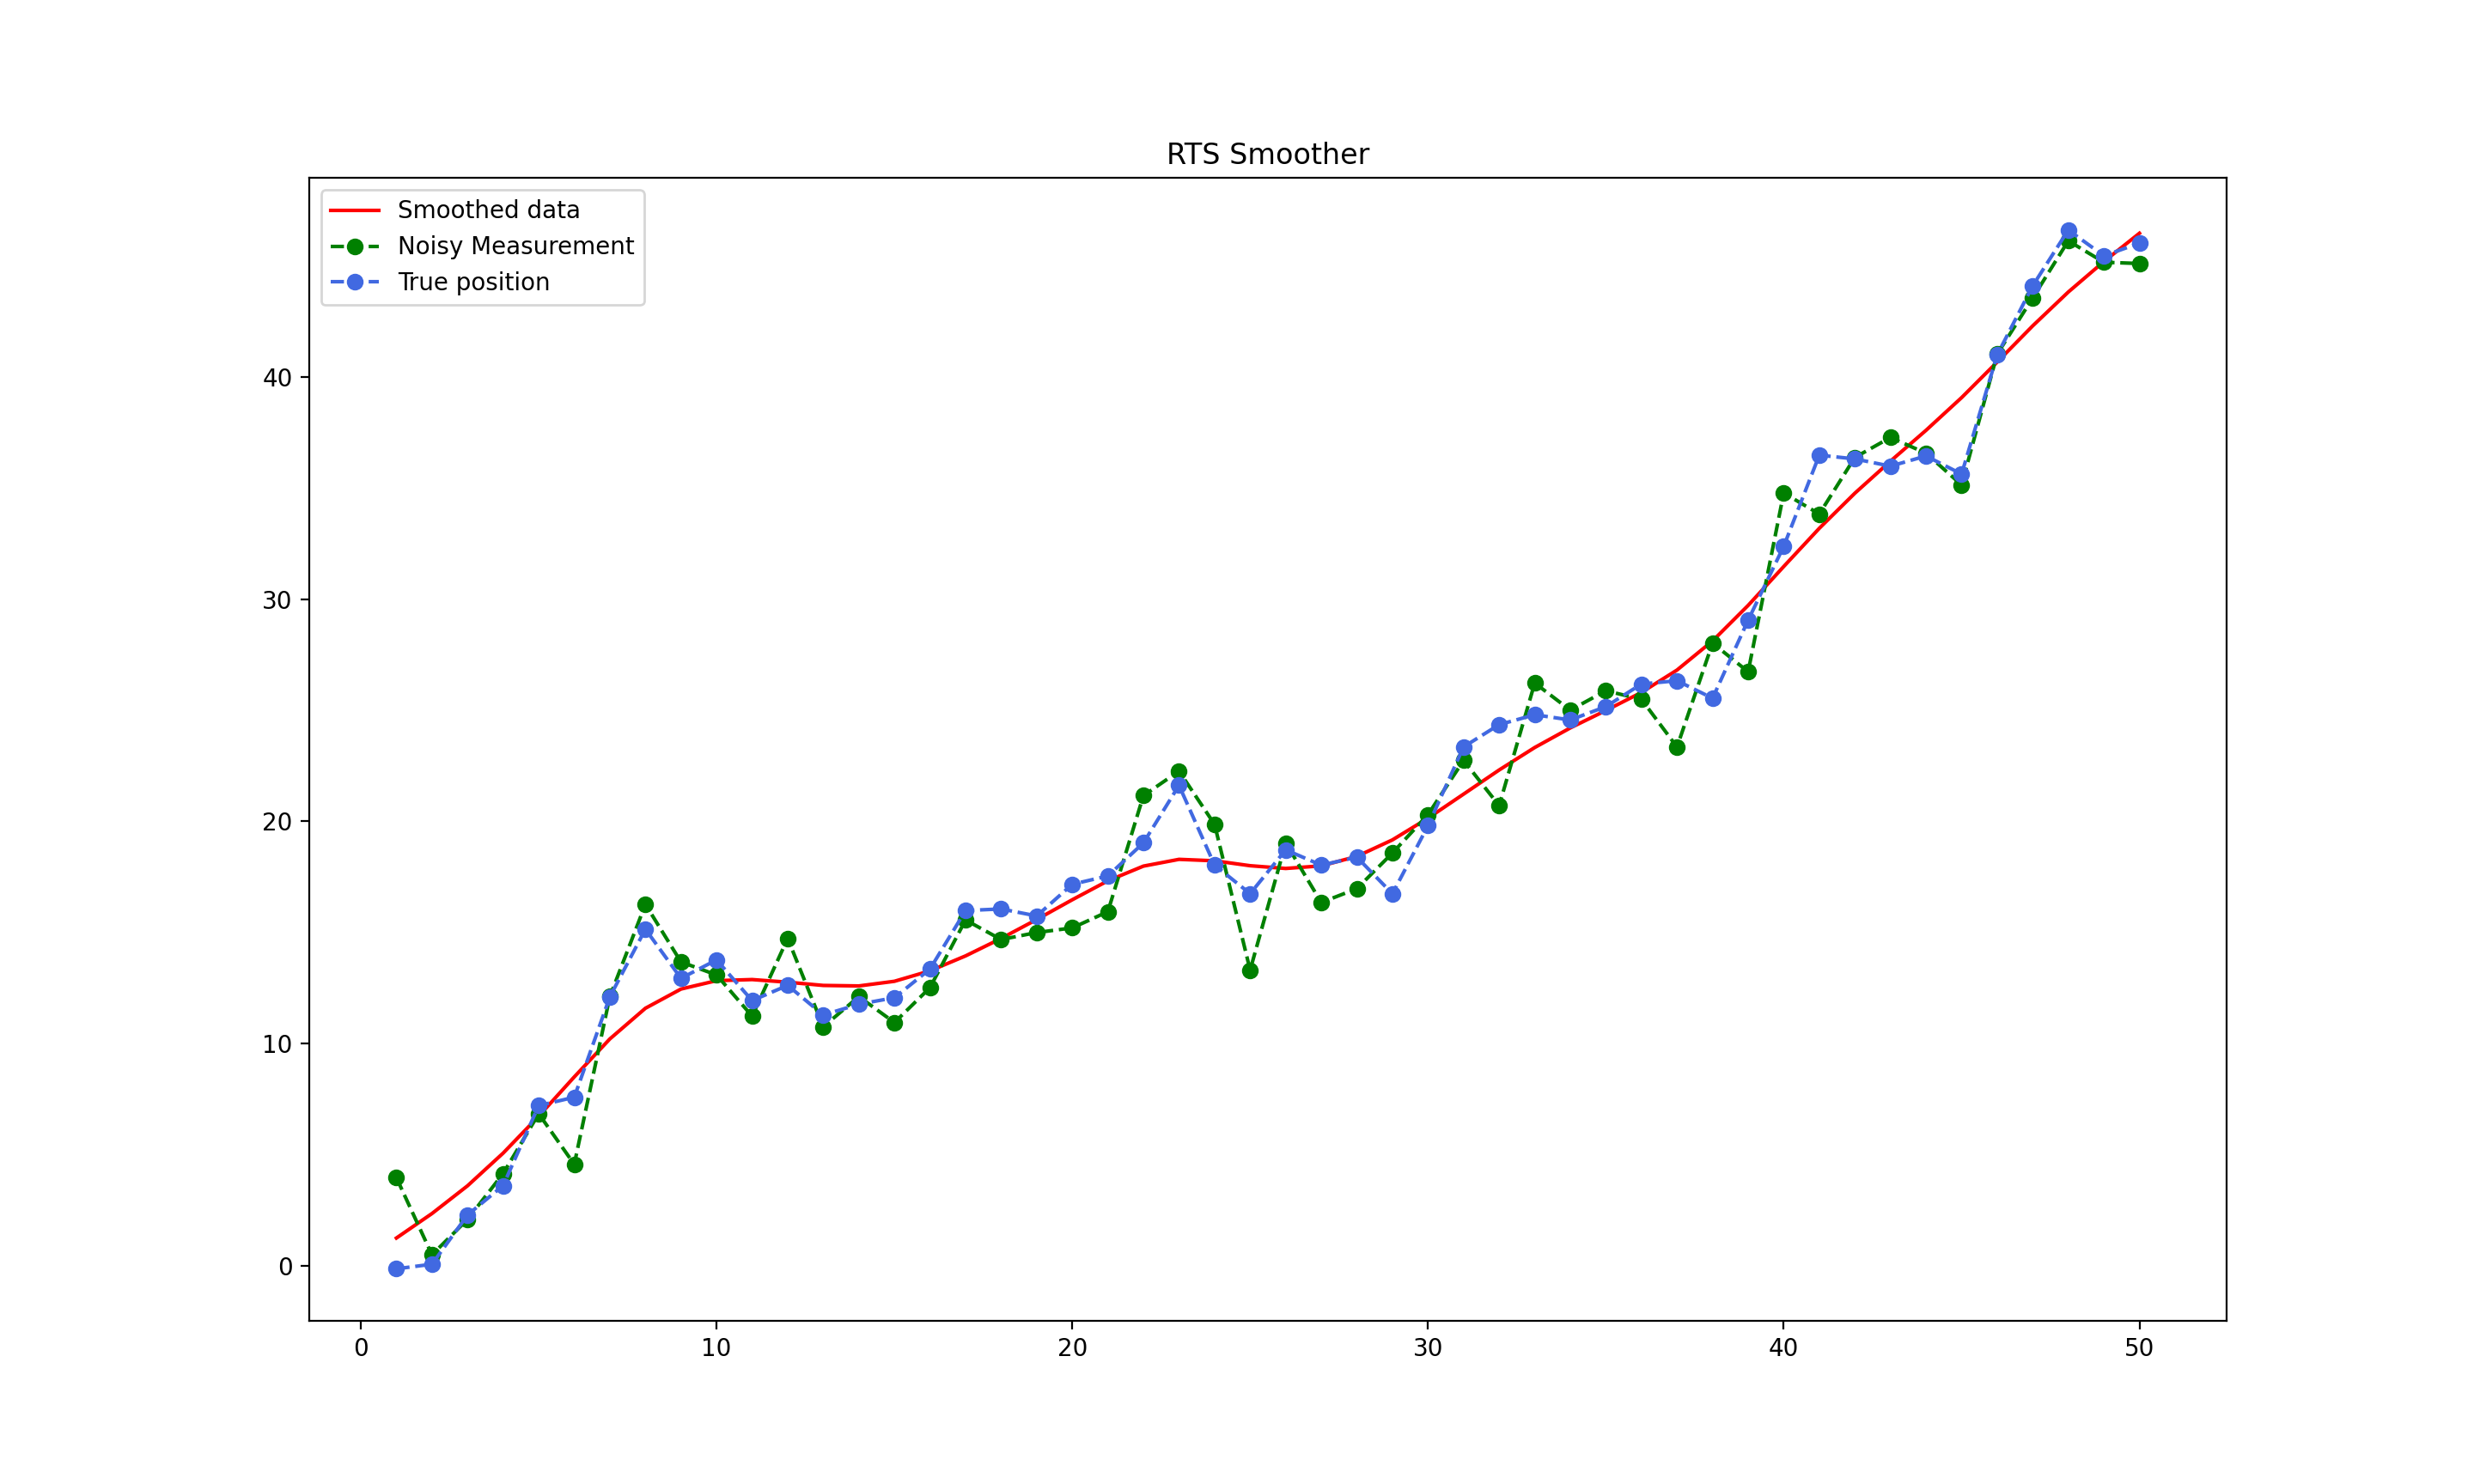 RTS Smoother
Smoothed data
Noisy Measurement
True position
40
30
20
10
0
0 10 20 30 40 50